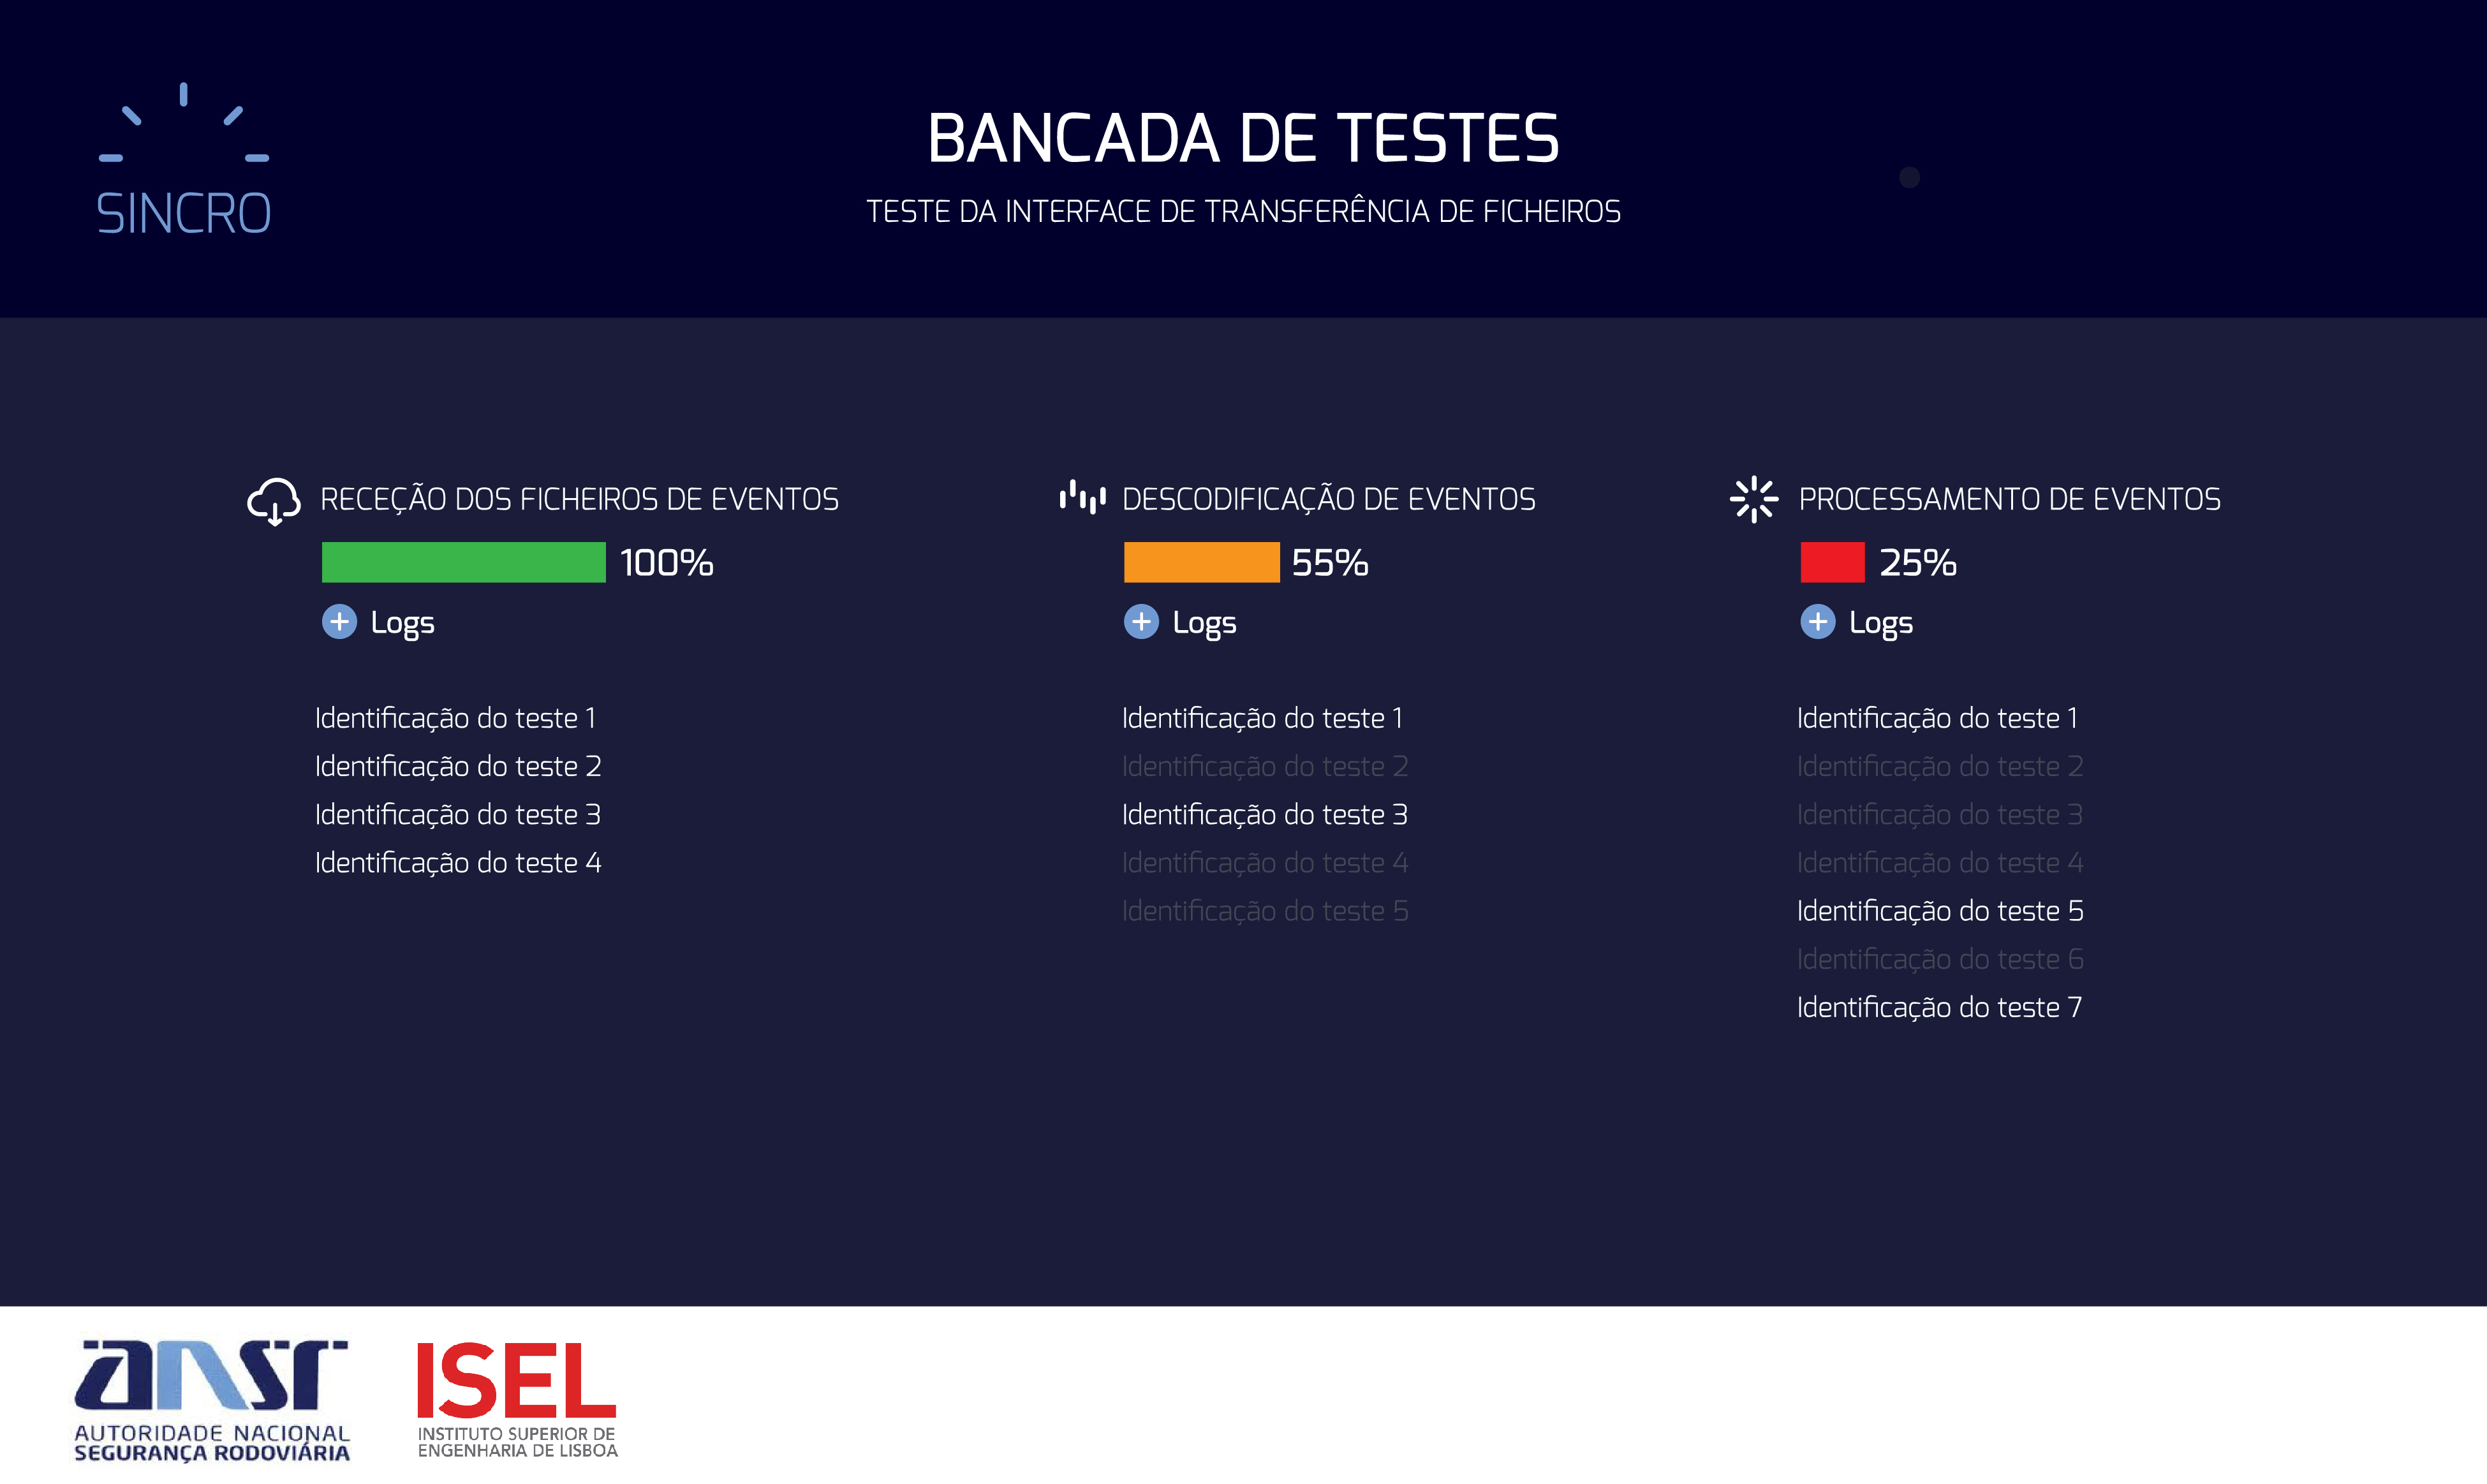 SINCRO
BANCADA DE TESTES
TESTE DA INTERFACE DE TRANSFERÊNCIA DE FICHEIROS
RECEÇÃO DOS FICHEIROS DE EVENTOS
100%
Logs
Identificação do teste 1
Identificação do teste 2
Identificação do teste 3
Identificação do teste 4
DESCODIFICAÇÃO DE EVENTOS
55%
Logs
Identificação do teste 1
Identificação do teste 2
Identificação do teste 3
Identificação do teste 4
Identificação do teste 5
PROCESSAMENTO DE EVENTOS
25%
Logs
Identificação do teste 1
Identificação do teste 2
Identificação do teste 3
Identificação do teste 4
Identificação do teste 5
Identificação do teste 6
Identificação do teste 7
ansr
AUTORIDADE NACIONAL
SEGURANÇA RODOVIÁRIA
ISEL
INSTITUTO SUPERIOR DE
ENGENHARIA DE LISBOA